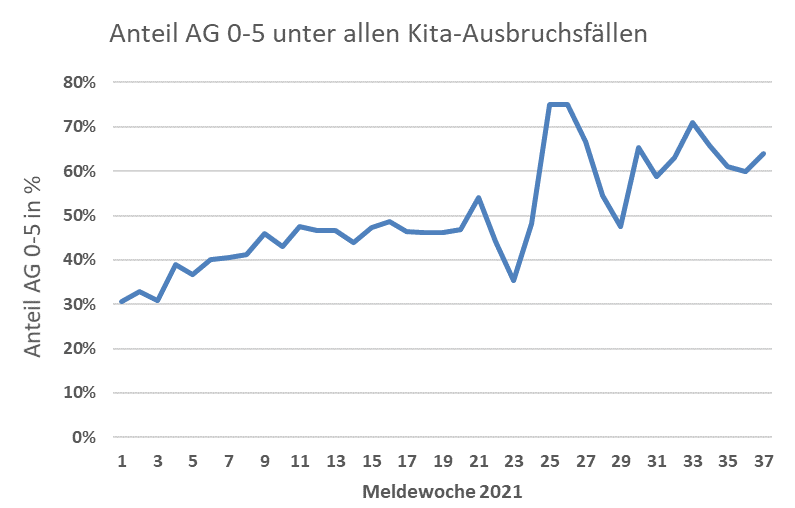 Anteil AG 0-5 unter allen Kita-Ausbruchsfällen
Anteil AG 0-5 in %
80%
70%
60%
50%
40%
30%
20%
10%
0%
1 3 5 7 9 11 13 15 17 19 21 23 25 27 29 31 33 35 37
Meldewoche 2021